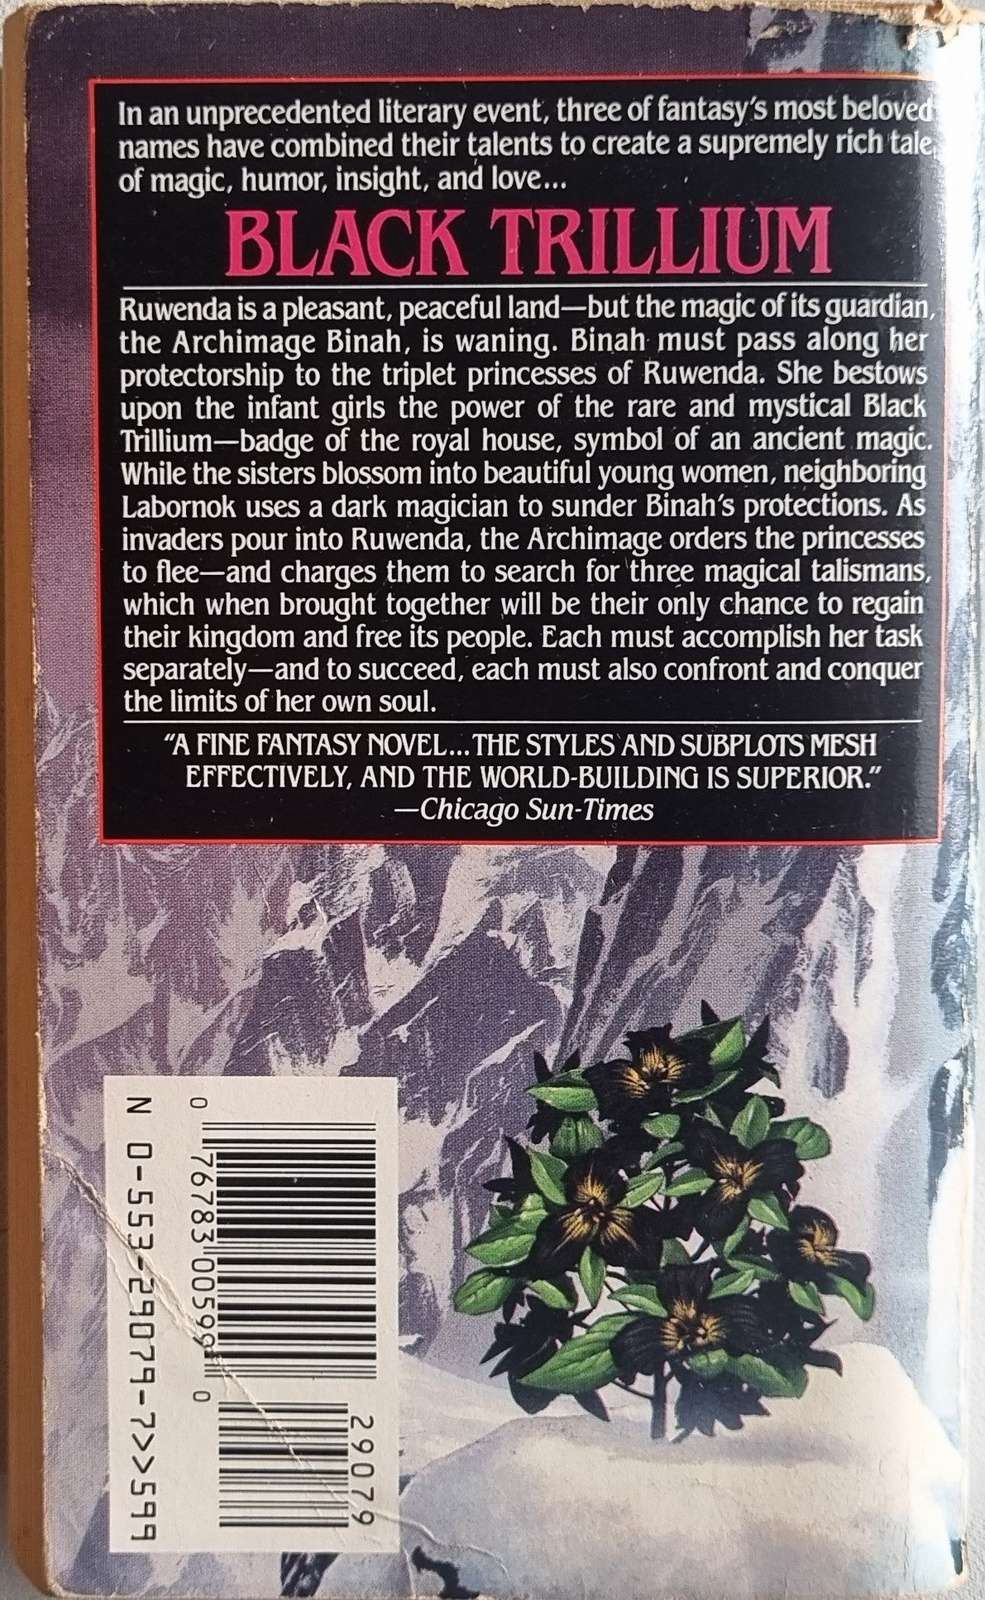 In an unprecedented literary event, three of fantasy's most beloved
names have combined their talents to create a supremely rich tale
of magic, humor, insight, and love...
BLACK TRILLIUM
Ruwenda is a pleasant, peaceful land—but the magic of its guardian,
the Archimage Binah, is waning. Binah must pass along her
protectorship to the triplet princesses of Ruwenda. She bestows
upon the infant girls the power of the rare and mystical Black
Trillium—badge of the royal house, symbol of an ancient magic.
While the sisters blossom into beautiful young women, neighboring
Labornok uses a dark magician to sunder Binah's protections. As
invaders pour into Ruwenda, the Archimage orders the princesses
to flee—and charges them to search for three magical talismans,
which when brought together will be their only chance to regain
their kingdom and free its people. Each must accomplish her task
separately—and to succeed, each must also confront and conquer
the limits of her own soul.
"A FINE FANTASY NOVEL...THE STYLES AND SUBPLOTS MESH
EFFECTIVELY, AND THE WORLD-BUILDING IS SUPERIOR."
—Chicago Sun-Times
29079
0 76783 00599 0
N 0-553-29079-7>>599